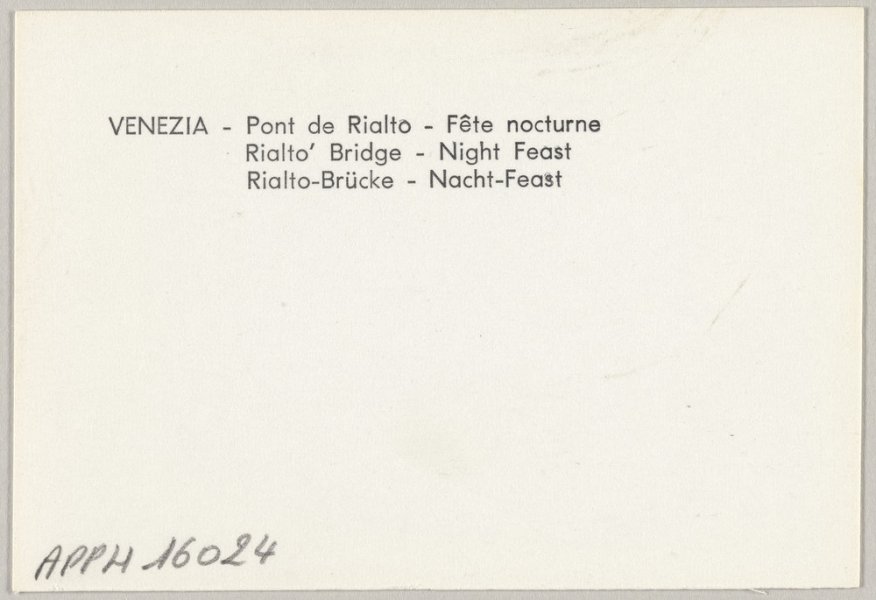 VENEZIA - Pont de Rialto - Fête nocturne
Rialto' Bridge - Night Feast
Rialto-Brücke - Nacht-Feast
APPH 16024